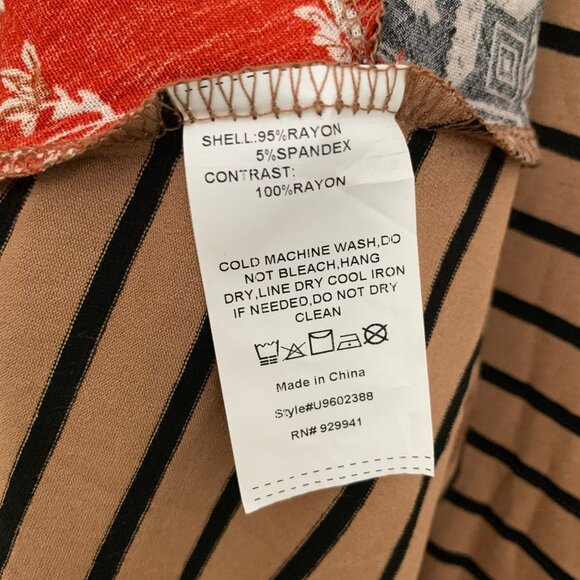 SHELL:95%RAYON
5%SPANDEX
CONTRAST:
100%RAYON
COLD MACHINE WASH,DO
NOT BLEACH,HANG
DRY,LINE DRY COOL IRON
IF NEEDED,DO NOT DRY
CLEAN
Made in China
Style#U9602388
RN# 929941